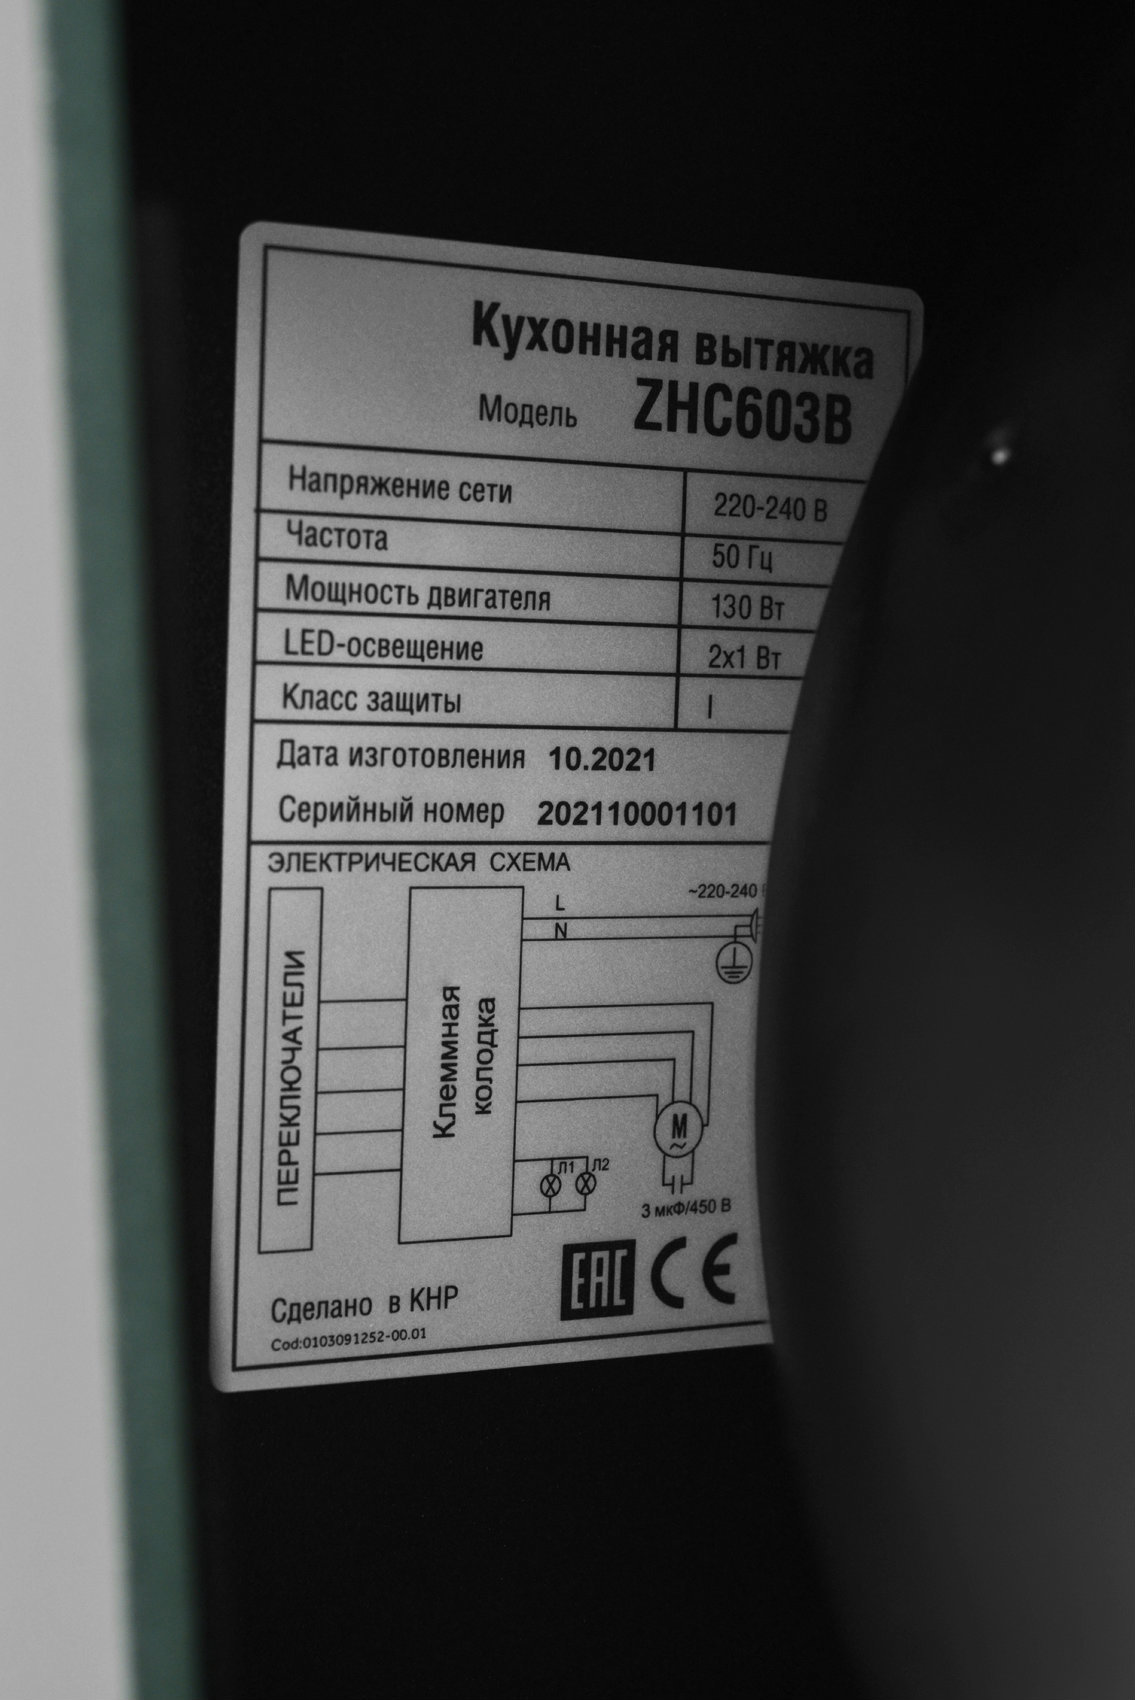 Кухонная вытяжка
Модель ZHC603B
Напряжение сети 220-240 В
Частота 50 Гц
Мощность двигателя 130 Вт
LED-освещение 2x1 Вт
Класс защиты I
Дата изготовления 10.2021
Серийный номер 202110001101
ЭЛЕКТРИЧЕСКАЯ СХЕМА
ПЕРЕКЛЮЧАТЕЛИ
Клеммная
колодка
L
N
~220-240
M
~
Л1 Л2
3 мкФ/450 В
EAC CE
Сделано в КНР
Cod:0103091252-00.01